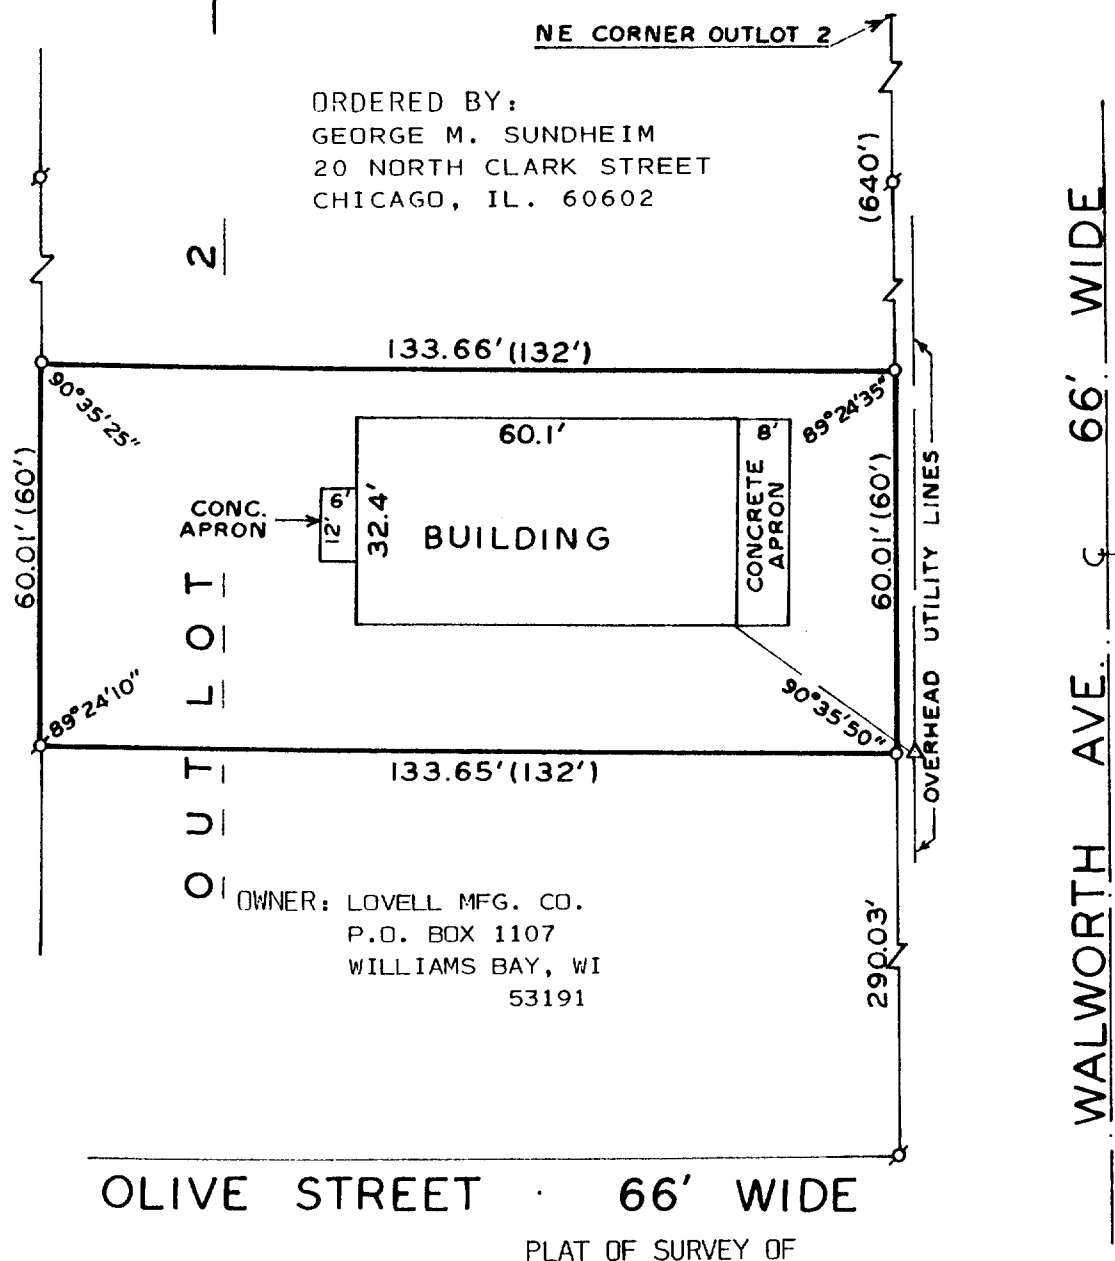 NE CORNER OUTLOT 2
ORDERED BY:
GEORGE M. SUNDHEIM
20 NORTH CLARK STREET
CHICAGO, IL. 60602
(640')
66' WIDE
2
133.66' (132')
90°35'25"
89°24'35"
60.1'
8'
60.01' (60')
CONC.
APRON
6'
12'
32.4'
BUILDING
CONCRETE
APRON
60.01' (60')
OVERHEAD UTILITY LINES
WALWORTH AVE.
OUTLOT
89°24'10"
90°35'50"
133.65' (132')
OWNER: LOVELL MFG. CO.
P.O. BOX 1107
WILLIAMS BAY, WI
53191
290.03'
OLIVE STREET 66' WIDE
PLAT OF SURVEY OF